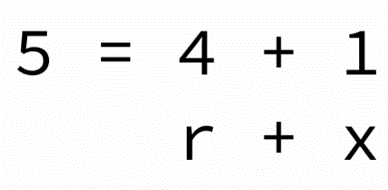 5 = 4 + 1
r + x